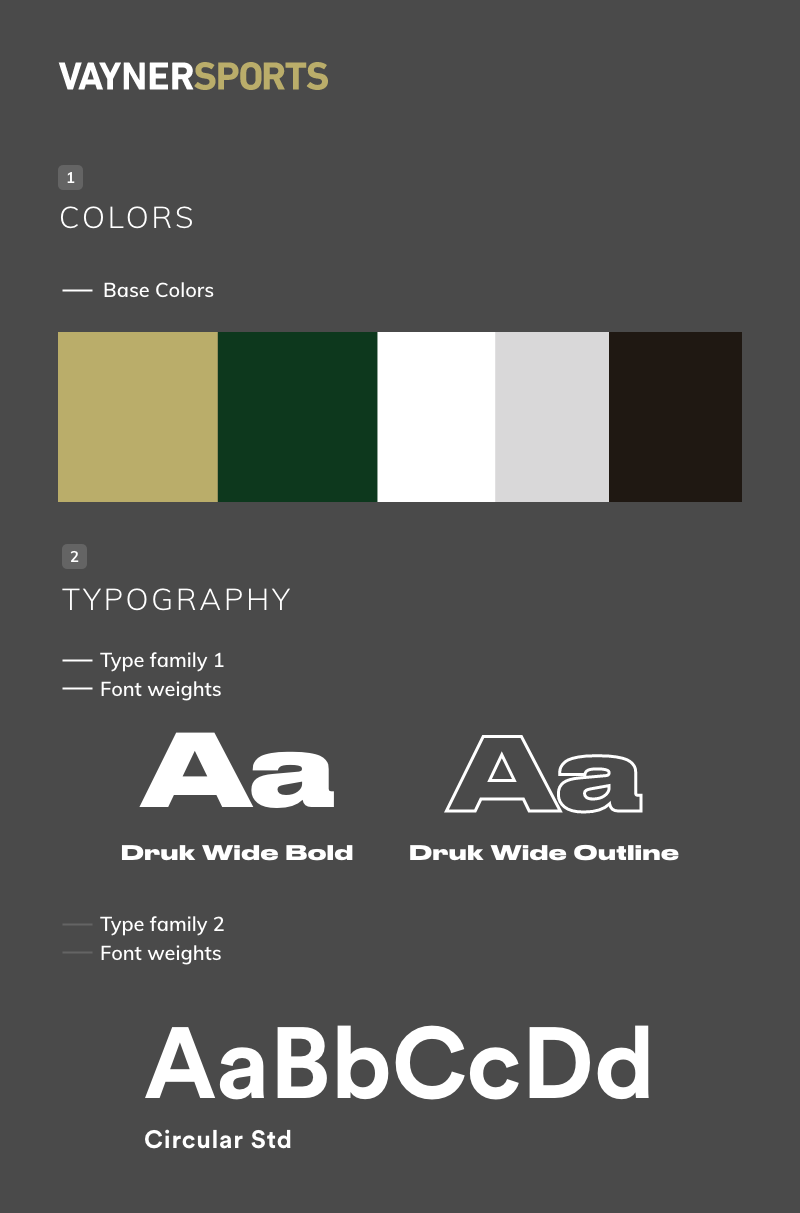 VAYNERSPORTS
1
COLORS
Base Colors
2
TYPOGRAPHY
Type family 1
Font weights
Aa Aa
Druk Wide Bold Druk Wide Outline
Type family 2
Font weights
AaBbCcDd
Circular Std